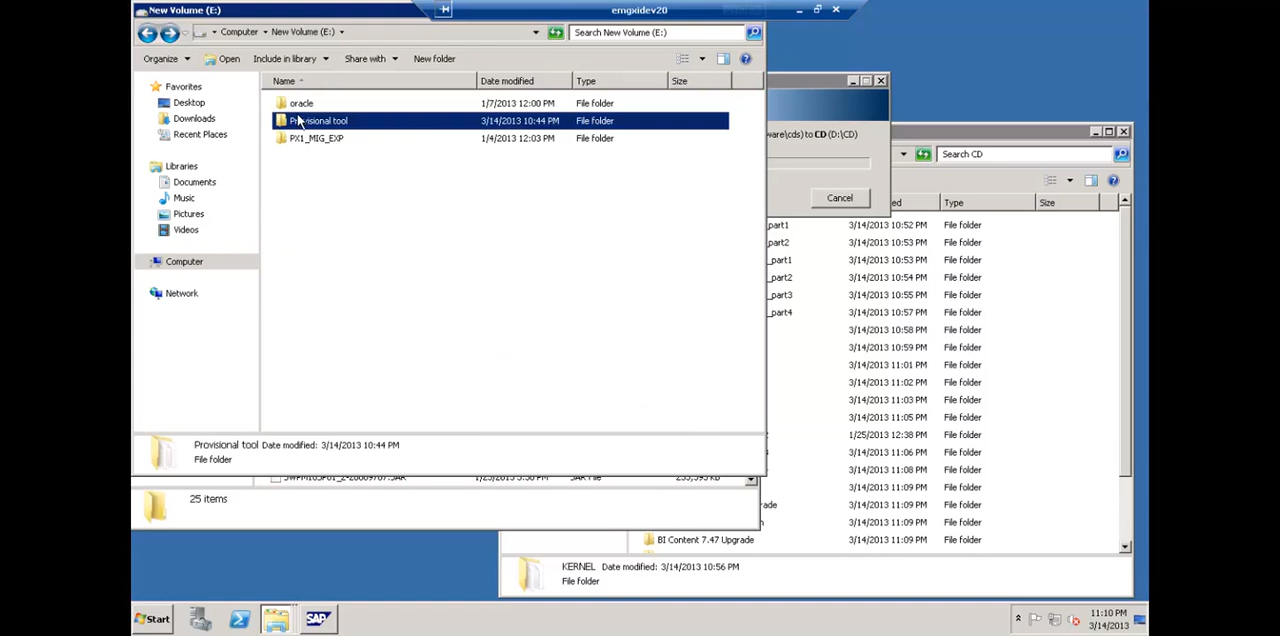 New Volume (E:)
emgxidev20
Computer New Volume (E:)
Search New Volume (E:)
Organize Open Include in library Share with New folder
Name Date modified Type Size
Favorites
Desktop
Downloads
Recent Places
Libraries
Documents
Music
Pictures
Videos
Computer
Network
oracle 1/7/2013 12:00 PM File folder
Provisional tool 3/14/2013 10:44 PM File folder
PX1_MIG_EXP 1/4/2013 12:03 PM File folder
Provisional tool Date modified: 3/14/2013 10:44 PM
File folder
25 items
ware\cds) to CD (D:\CD)
Cancel
Search CD
ed Type Size
_part1 3/14/2013 10:52 PM File folder
_part2 3/14/2013 10:53 PM File folder
_part1 3/14/2013 10:53 PM File folder
_part2 3/14/2013 10:54 PM File folder
_part3 3/14/2013 10:55 PM File folder
_part4 3/14/2013 10:57 PM File folder
3/14/2013 10:58 PM File folder
3/14/2013 10:59 PM File folder
3/14/2013 11:01 PM File folder
3/14/2013 11:02 PM File folder
3/14/2013 11:03 PM File folder
3/14/2013 11:05 PM File folder
1/25/2013 12:38 PM File folder
3/14/2013 11:06 PM File folder
3/14/2013 11:08 PM File folder
3/14/2013 11:09 PM File folder
rade 3/14/2013 11:09 PM File folder
3/14/2013 11:09 PM File folder
BI Content 7.47 Upgrade 3/14/2013 11:09 PM File folder
KERNEL Date modified: 3/14/2013 10:56 PM
File folder
Start
SAP
11:10 PM
3/14/2013